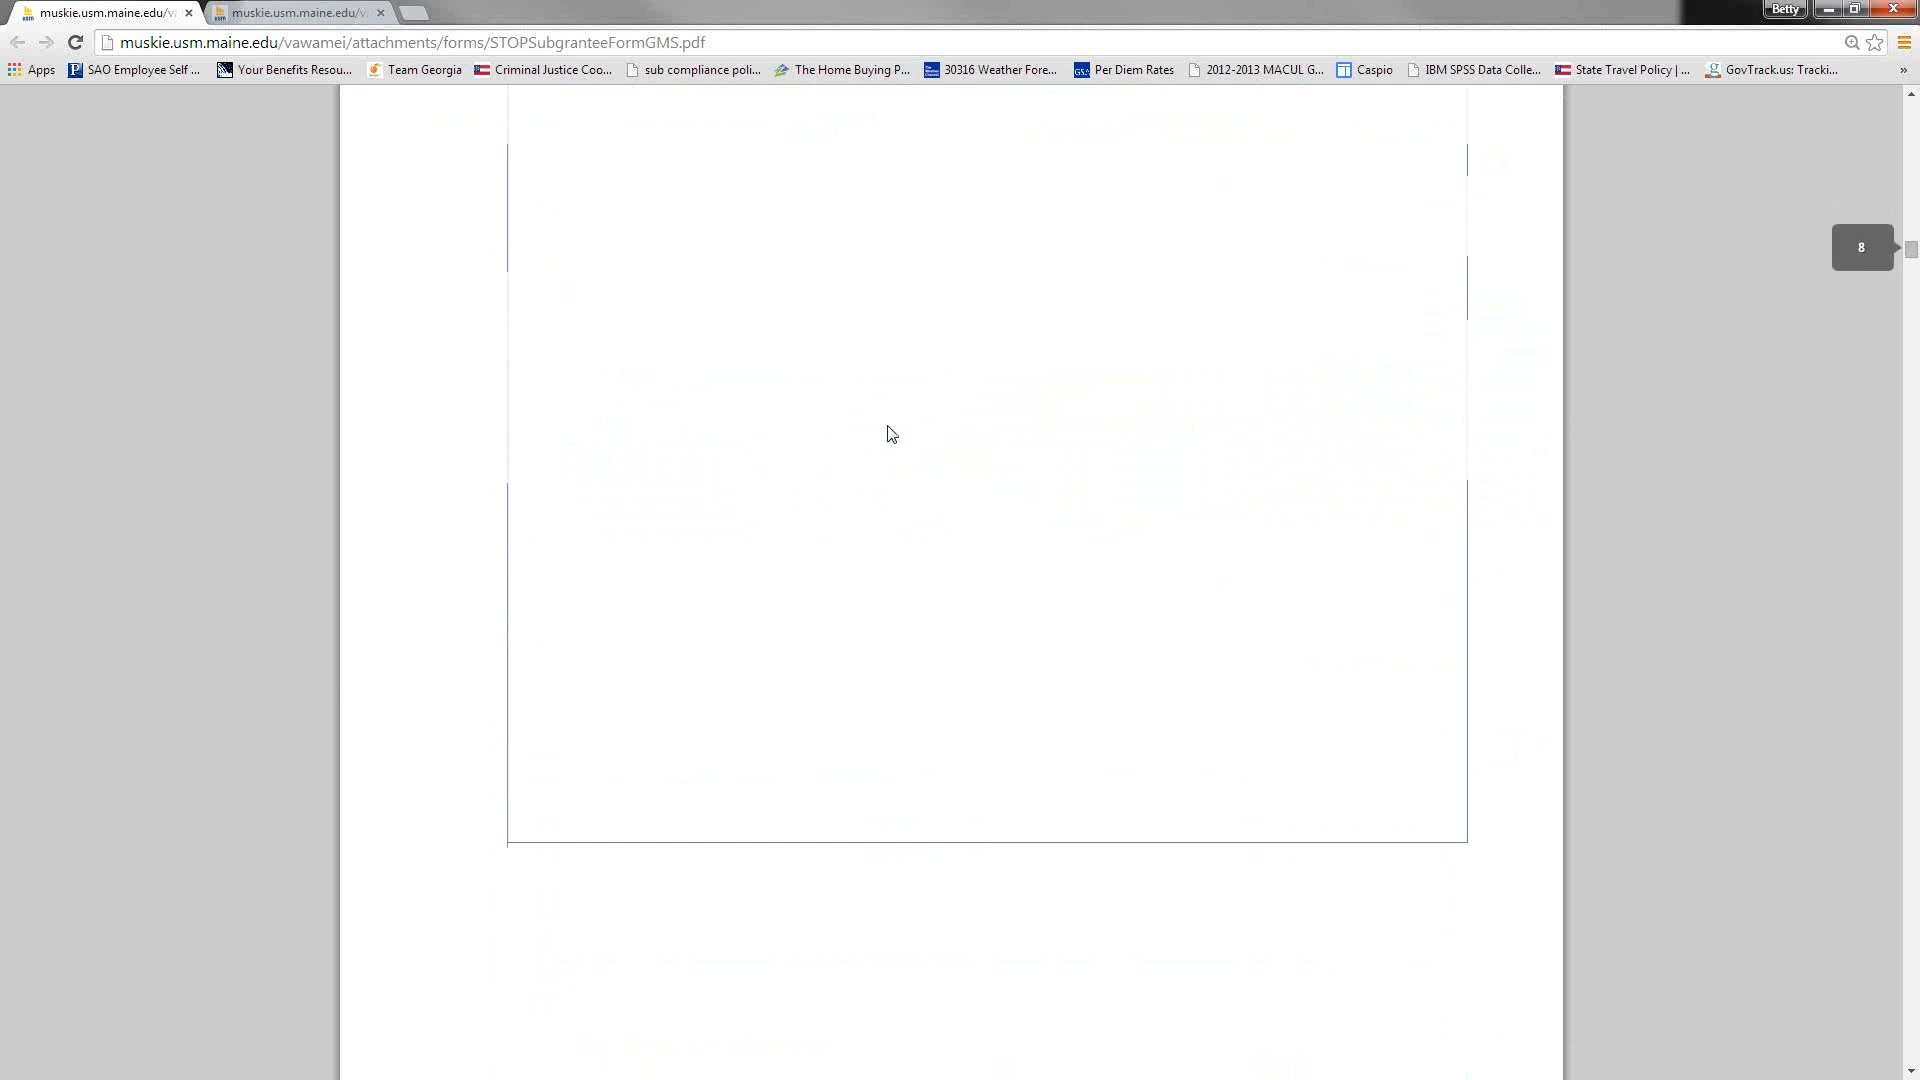 muskie.usm.maine.edu/v
muskie.usm.maine.edu/v
Betty
muskie.usm.maine.edu/vawamei/attachments/forms/STOPSubgranteeFormGMS.pdf
Apps
SAO Employee Self ...
Your Benefits Resou...
Team Georgia
Criminal Justice Coo...
sub compliance poli...
The Home Buying P...
30316 Weather Fore...
Per Diem Rates
2012-2013 MACUL G...
Caspio
IBM SPSS Data Colle...
State Travel Policy | ...
GovTrack.us: Tracki...
»
8